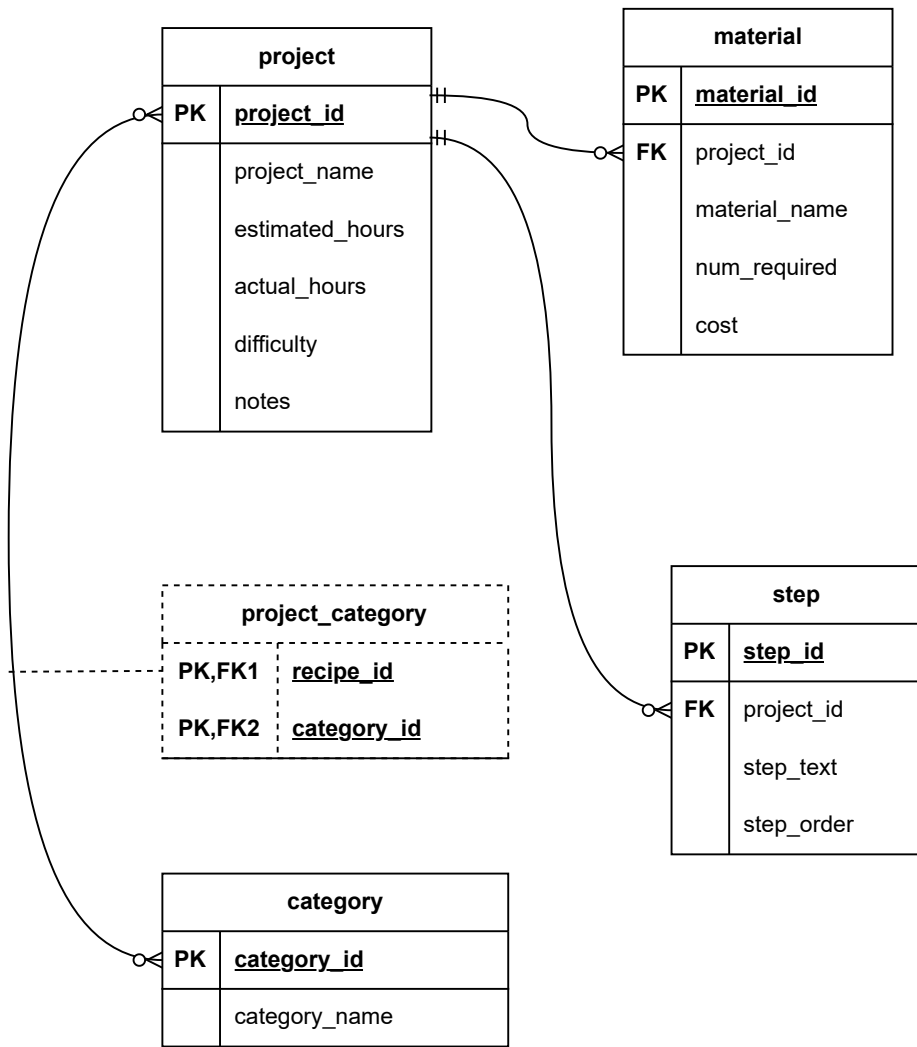 project
PK project_id
project_name
estimated_hours
actual_hours
difficulty
notes
material
PK material_id
FK project_id
material_name
num_required
cost
project_category
PK,FK1 recipe_id
PK,FK2 category_id
step
PK step_id
FK project_id
step_text
step_order
category
PK category_id
category_name